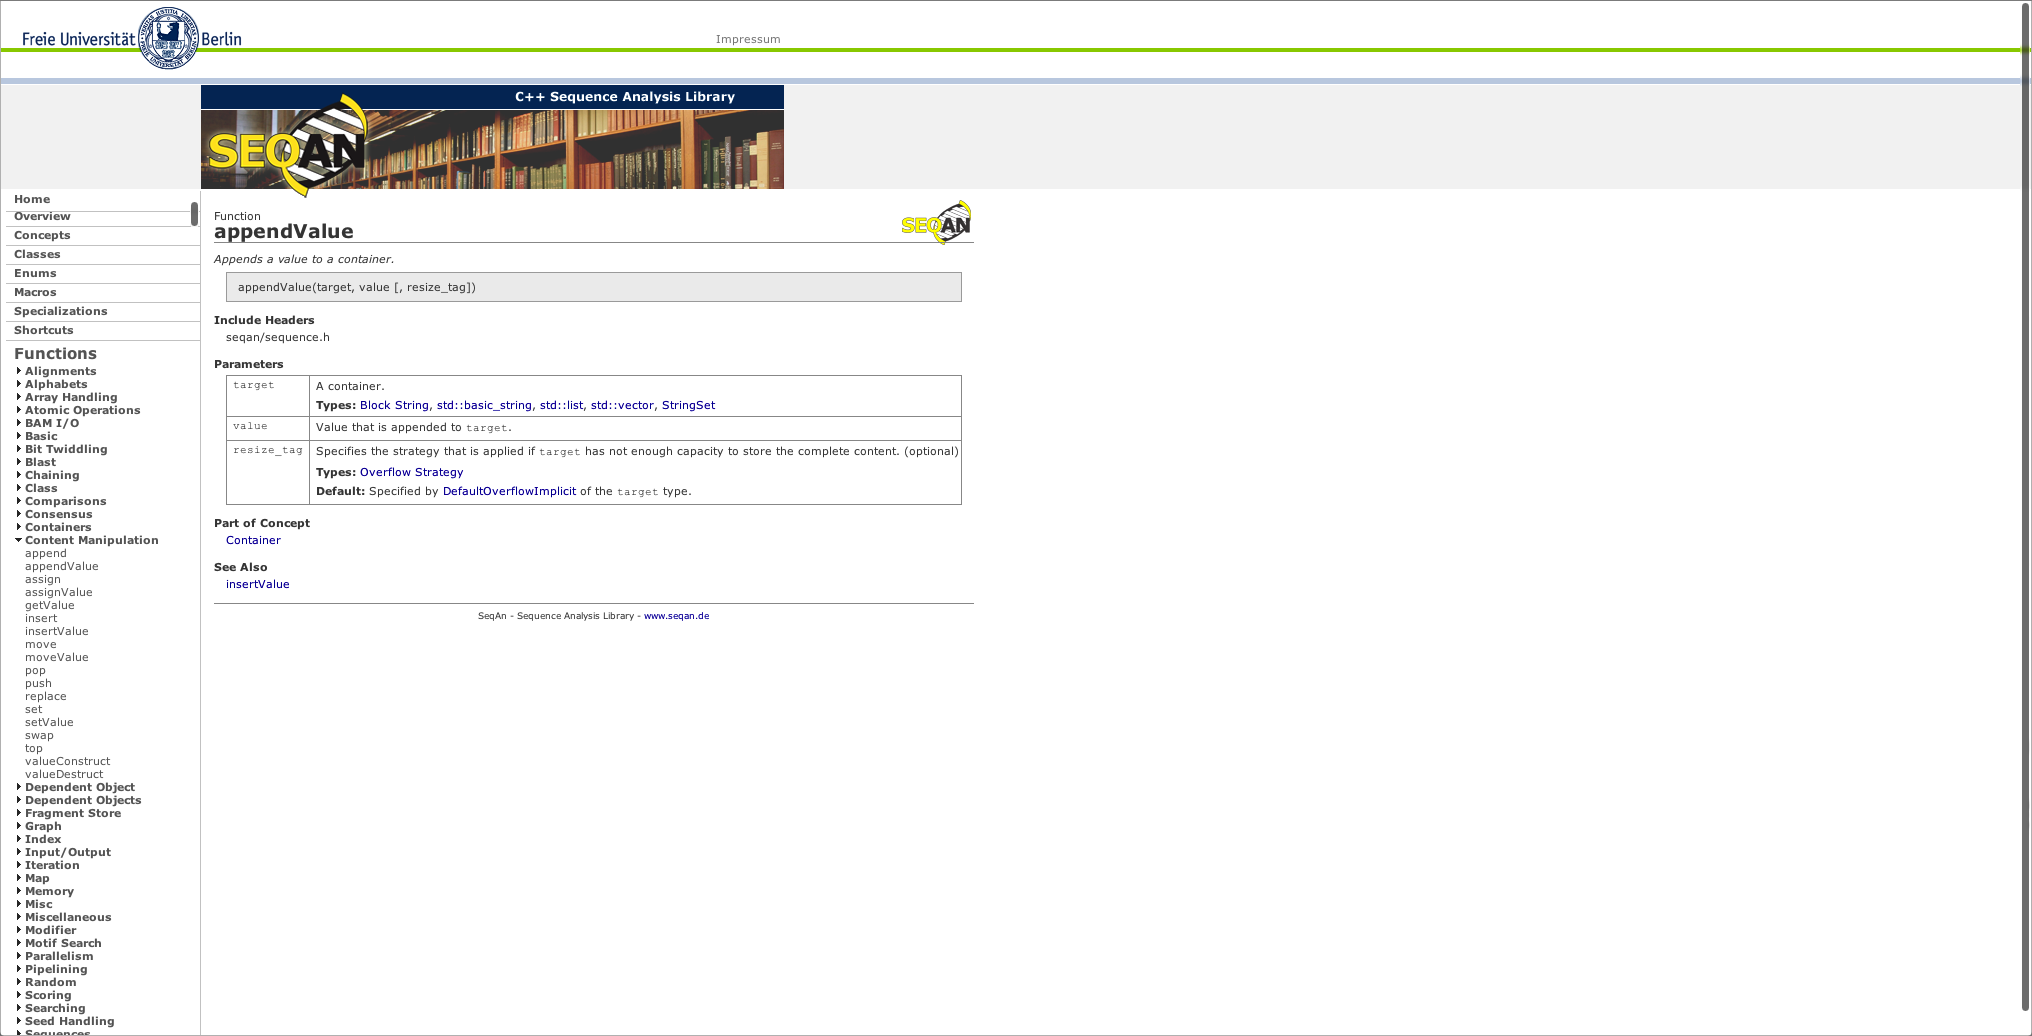 Freie Universität Berlin
Impressum
C++ Sequence Analysis Library
SEQAN
Home
Overview
Concepts
Classes
Enums
Macros
Specializations
Shortcuts
Functions
Alignments
Alphabets
Array Handling
Atomic Operations
BAM I/O
Basic
Bit Twiddling
Blast
Chaining
Class
Comparisons
Consensus
Containers
Content Manipulation
append
appendValue
assign
assignValue
getValue
insert
insertValue
move
moveValue
pop
push
replace
set
setValue
swap
top
valueConstruct
valueDestruct
Dependent Object
Dependent Objects
Fragment Store
Graph
Index
Input/Output
Iteration
Map
Memory
Misc
Miscellaneous
Modifier
Motif Search
Parallelism
Pipelining
Random
Scoring
Searching
Seed Handling
Sequences
Function
appendValue
SEQAN
Appends a value to a container.
appendValue(target, value [, resize_tag])
Include Headers
seqan/sequence.h
Parameters
target
A container.
Types: Block String, std::basic_string, std::list, std::vector, StringSet
value
Value that is appended to target.
resize_tag
Specifies the strategy that is applied if target has not enough capacity to store the complete content. (optional)
Types: Overflow Strategy
Default: Specified by DefaultOverflowImplicit of the target type.
Part of Concept
Container
See Also
insertValue
SeqAn - Sequence Analysis Library - www.seqan.de